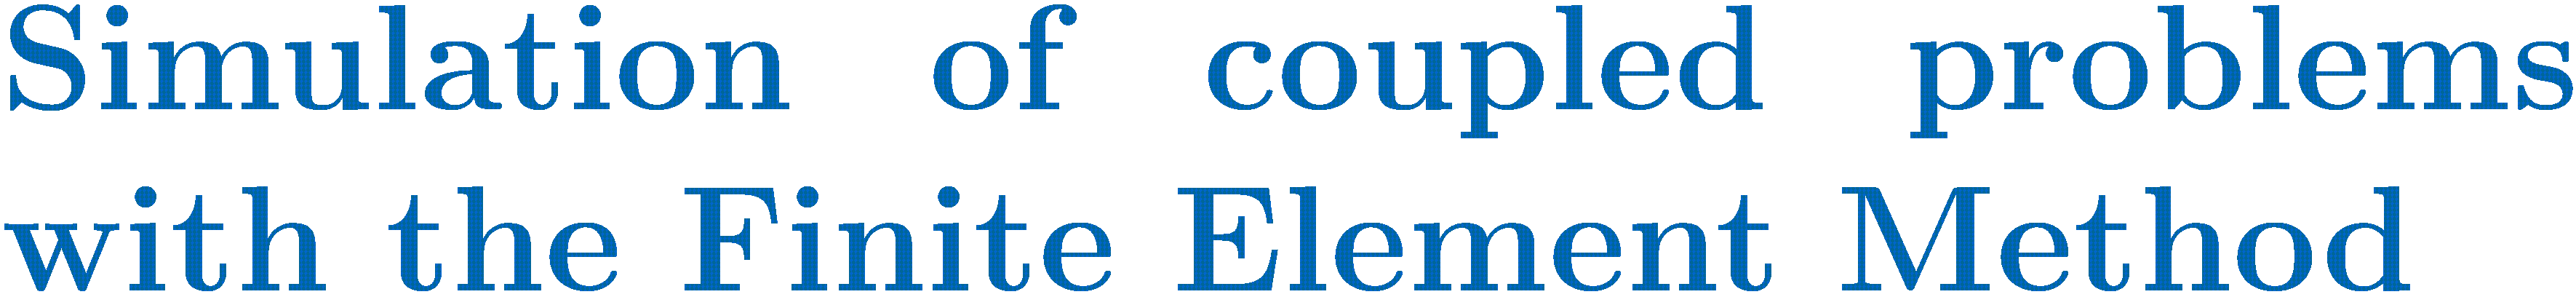 Simulation of coupled problems
with the Finite Element Method